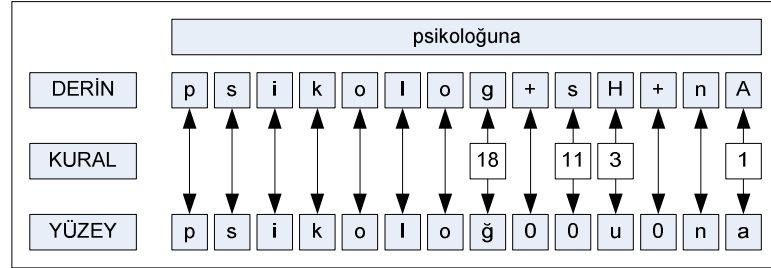 psikoloğuna
DERİN p s i k o l o g + s H + n A
KURAL 18 11 3 1
YÜZEY p s i k o l o ğ 0 0 u 0 n a